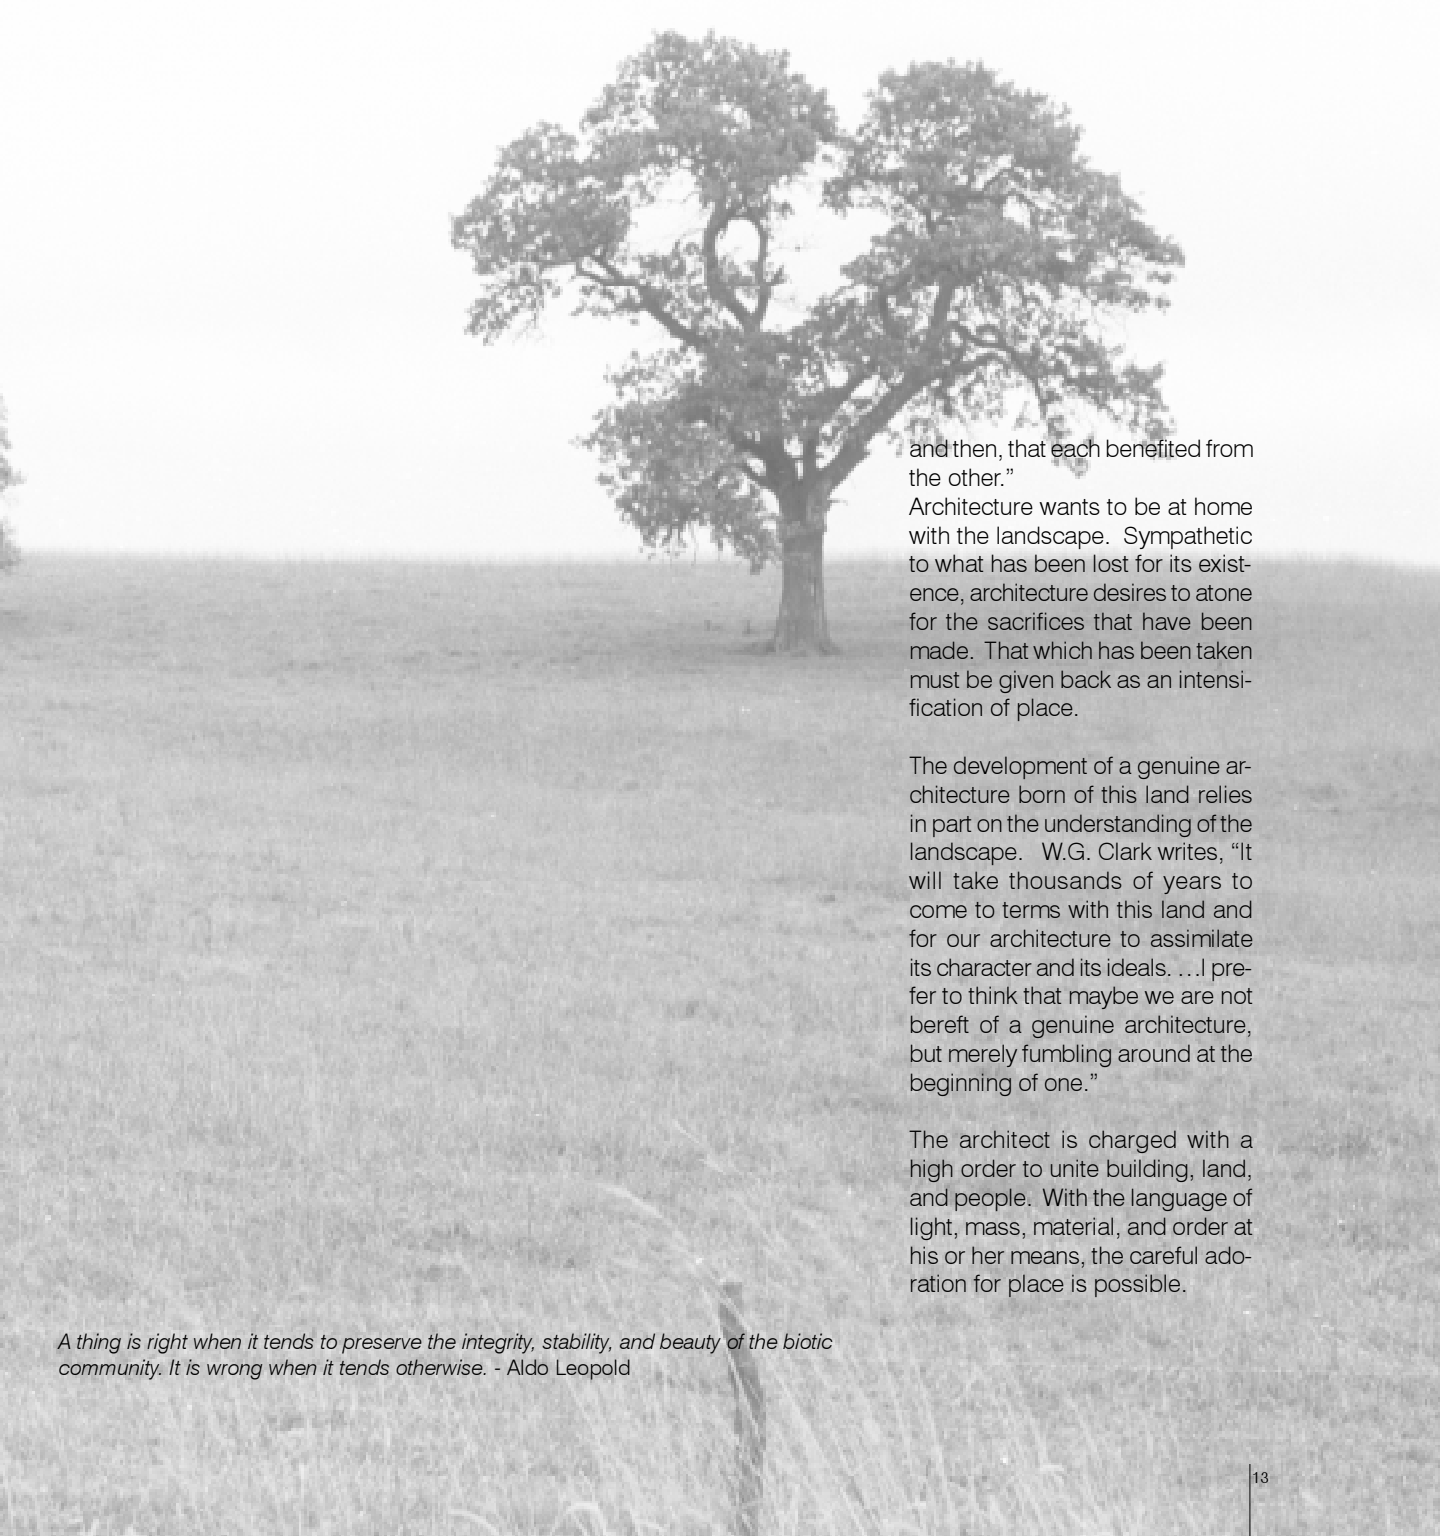 and then, that each benefited from
the other.”
Architecture wants to be at home
with the landscape.  Sympathetic
to what has been lost for its exist-
ence, architecture desires to atone
for the sacrifices that have been
made.  That which has been taken
must be given back as an intensi-
fication of place.

The development of a genuine ar-
chitecture born of this land relies
in part on the understanding of the
landscape.   W.G. Clark writes, “It
will take thousands of years to
come to terms with this land and
for our architecture to assimilate
its character and its ideals. …I pre-
fer to think that maybe we are not
bereft of a genuine architecture,
but merely fumbling around at the
beginning of one.”

The architect is charged with a
high order to unite building, land,
and people.  With the language of
light, mass, material, and order at
his or her means, the careful ado-
ration for place is possible.

A thing is right when it tends to preserve the integrity, stability, and beauty of the biotic
community. It is wrong when it tends otherwise. - Aldo Leopold

13